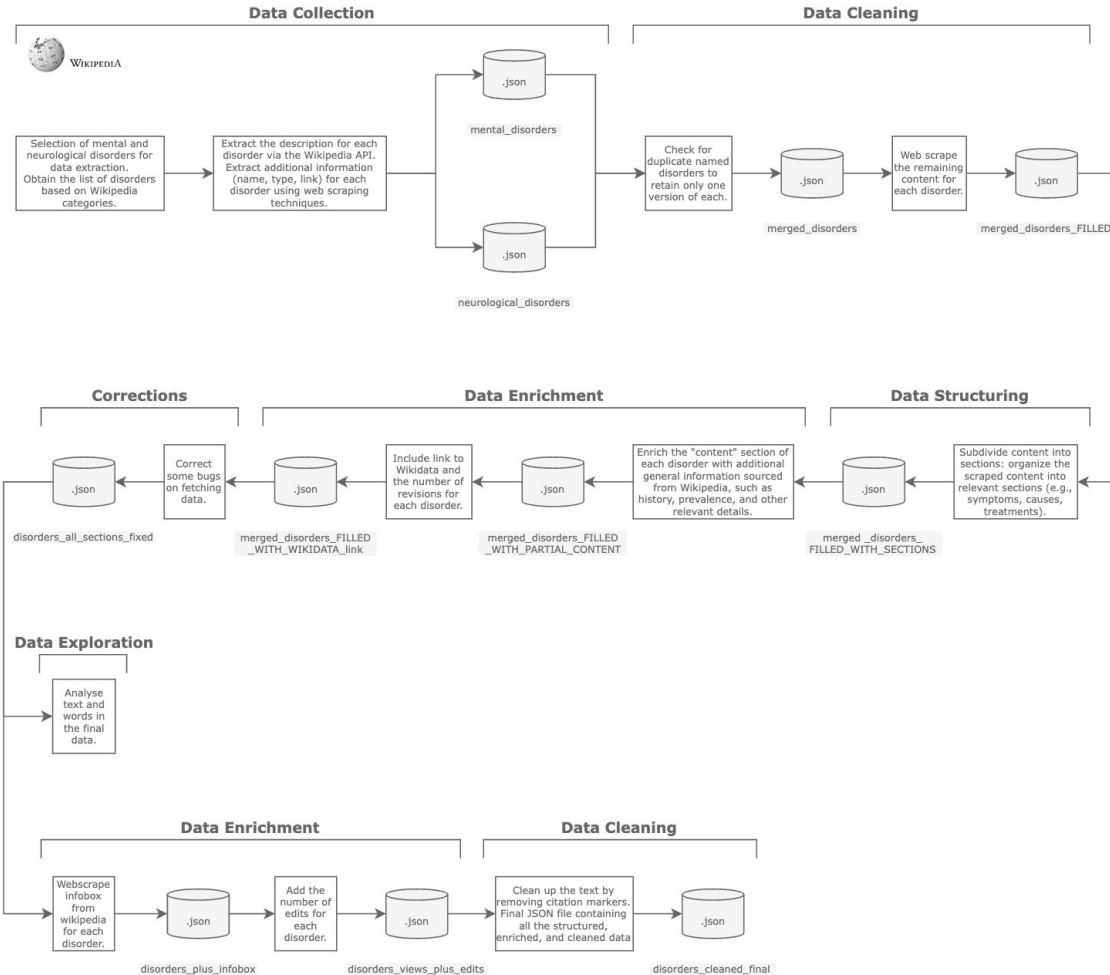 Data Collection
Data Cleaning
WIKIPEDIA
.json
mental_disorders
Selection of mental and
neurological disorders for
data extraction.
Obtain the list of disorders
based on Wikipedia
categories.
Extract the description for each
disorder via the Wikipedia API.
Extract additional information
(name, type, link) for each
disorder using web scraping
techniques.
.json
neurological_disorders
Check for
duplicate named
disorders to
retain only one
version of each.
.json
merged_disorders
Web scrape
the remaining
content for
each disorder.
.json
merged_disorders_FILLED
Corrections
Data Enrichment
Data Structuring
.json
disorders_all_sections_fixed
Correct
some bugs
on fetching
data.
.json
merged_disorders_FILLED
_WITH_WIKIDATA_link
Include link to
Wikidata and
the number of
revisions for
each disorder.
.json
merged_disorders_FILLED
_WITH_PARTIAL_CONTENT
Enrich the "content" section of
each disorder with additional
general information sourced
from Wikipedia, such as
history, prevalence, and other
relevant details.
.json
merged _disorders_
FILLED_WITH_SECTIONS
Subdivide content into
sections: organize the
scraped content into
relevant sections (e.g.,
symptoms, causes,
treatments).
Data Exploration
Analyse
text and
words in
the final
data.
Data Enrichment
Data Cleaning
Webscrape
infobox
from
wikipedia
for each
disorder.
.json
disorders_plus_infobox
Add the
number of
edits for
each
disorder.
.json
disorders_views_plus_edits
Clean up the text by
removing citation markers.
Final JSON file containing
all the structured,
enriched, and cleaned data
.json
disorders_cleaned_final